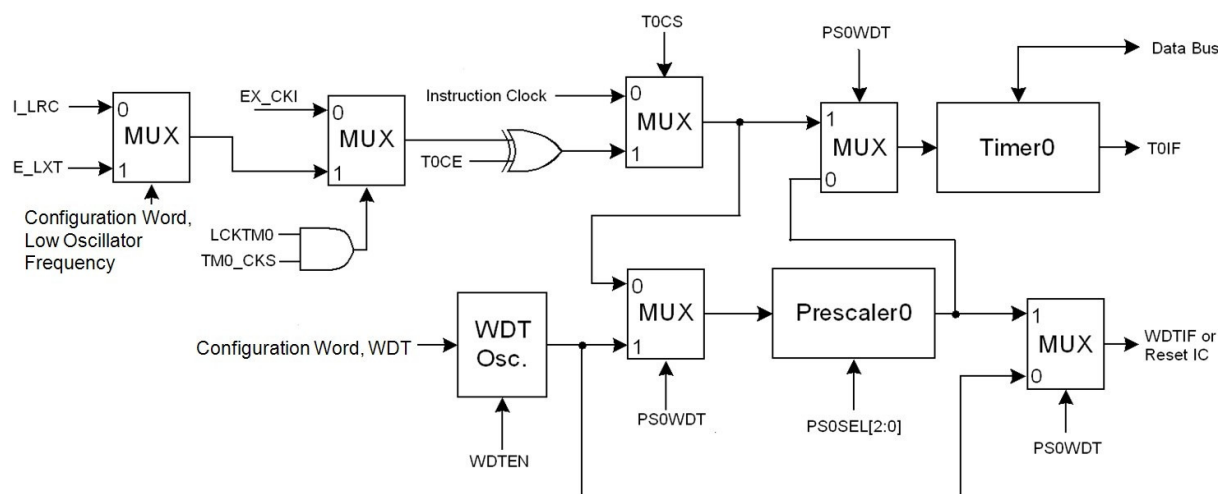 T0CS
PS0WDT
Data Bus
I_LRC
0
MUX
E_LXT
1
Configuration Word,
Low Oscillator
Frequency
EX_CKI
0
MUX
1
LCKTM0
TM0_CKS
T0CE
Instruction Clock
0
MUX
1
1
MUX
0
Timer0
T0IF
Configuration Word, WDT
WDT
Osc.
WDTEN
0
MUX
1
PS0WDT
Prescaler0
PS0SEL[2:0]
1
MUX
0
PS0WDT
WDTIF or
Reset IC